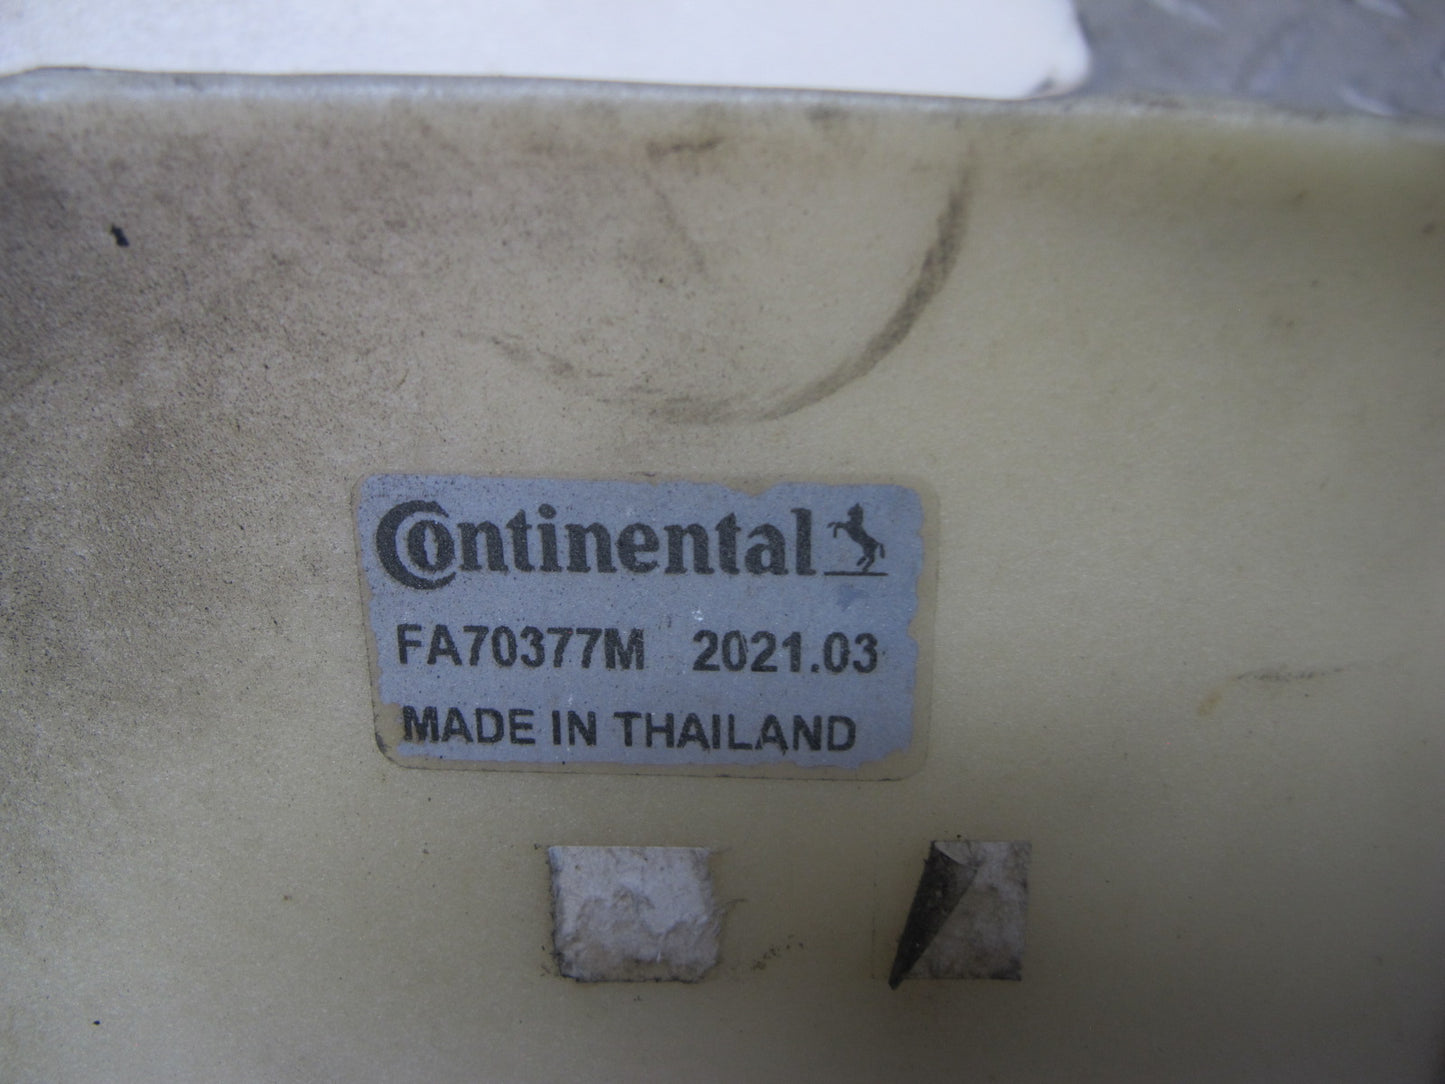 Continental
FA70377M 2021.03
MADE IN THAILAND